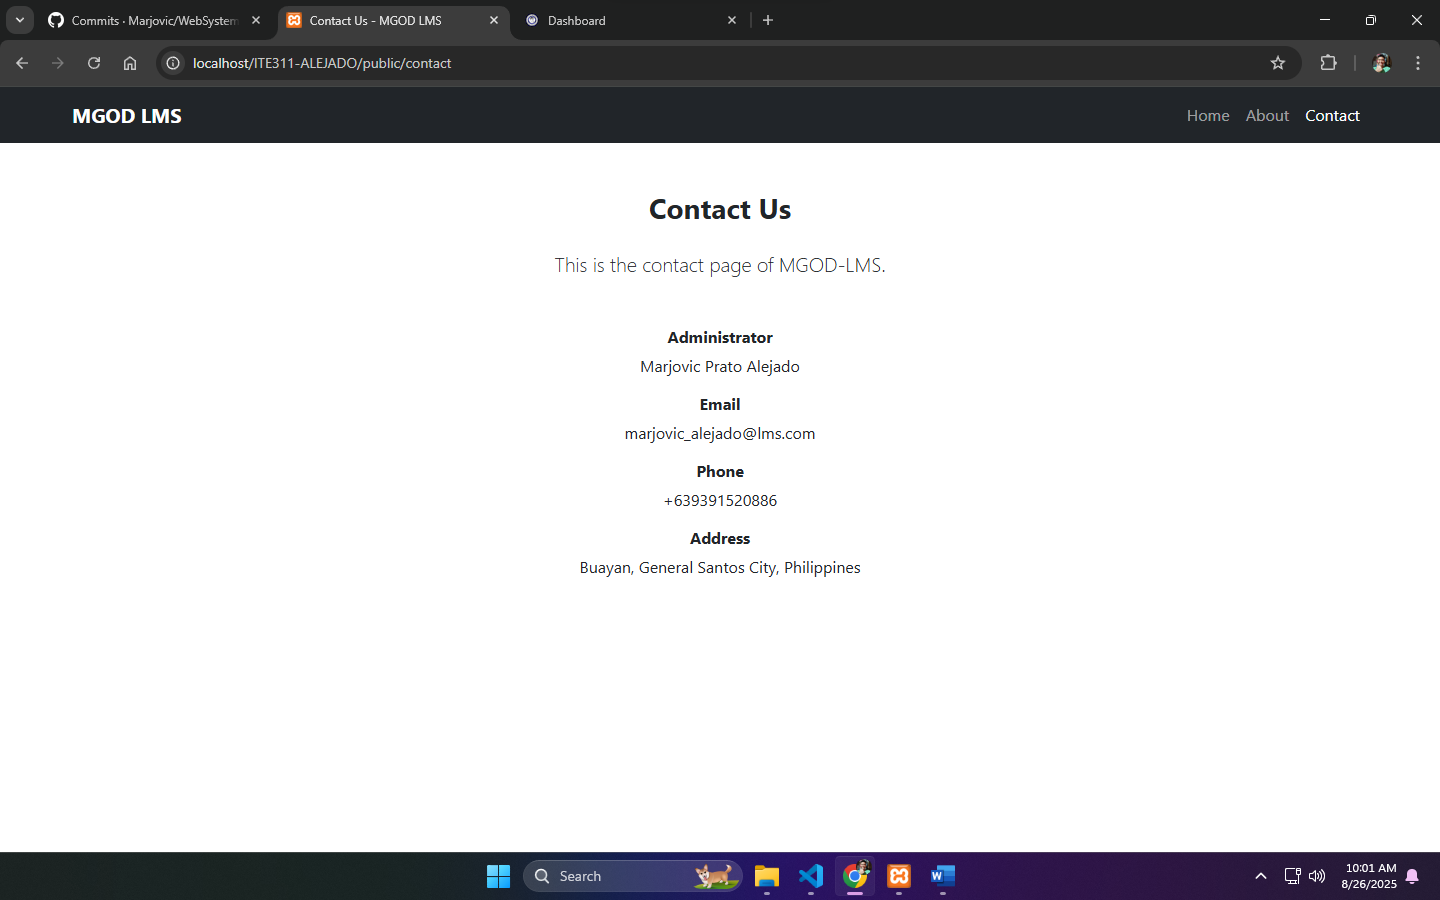 Commits · Marjovic/WebSystem
Contact Us - MGOD LMS
Dashboard
localhost/ITE311-ALEJADO/public/contact
MGOD LMS
Home About Contact
Contact Us
This is the contact page of MGOD-LMS.
Administrator
Marjovic Prato Alejado
Email
marjovic_alejado@lms.com
Phone
+639391520886
Address
Buayan, General Santos City, Philippines
Search
10:01 AM
8/26/2025